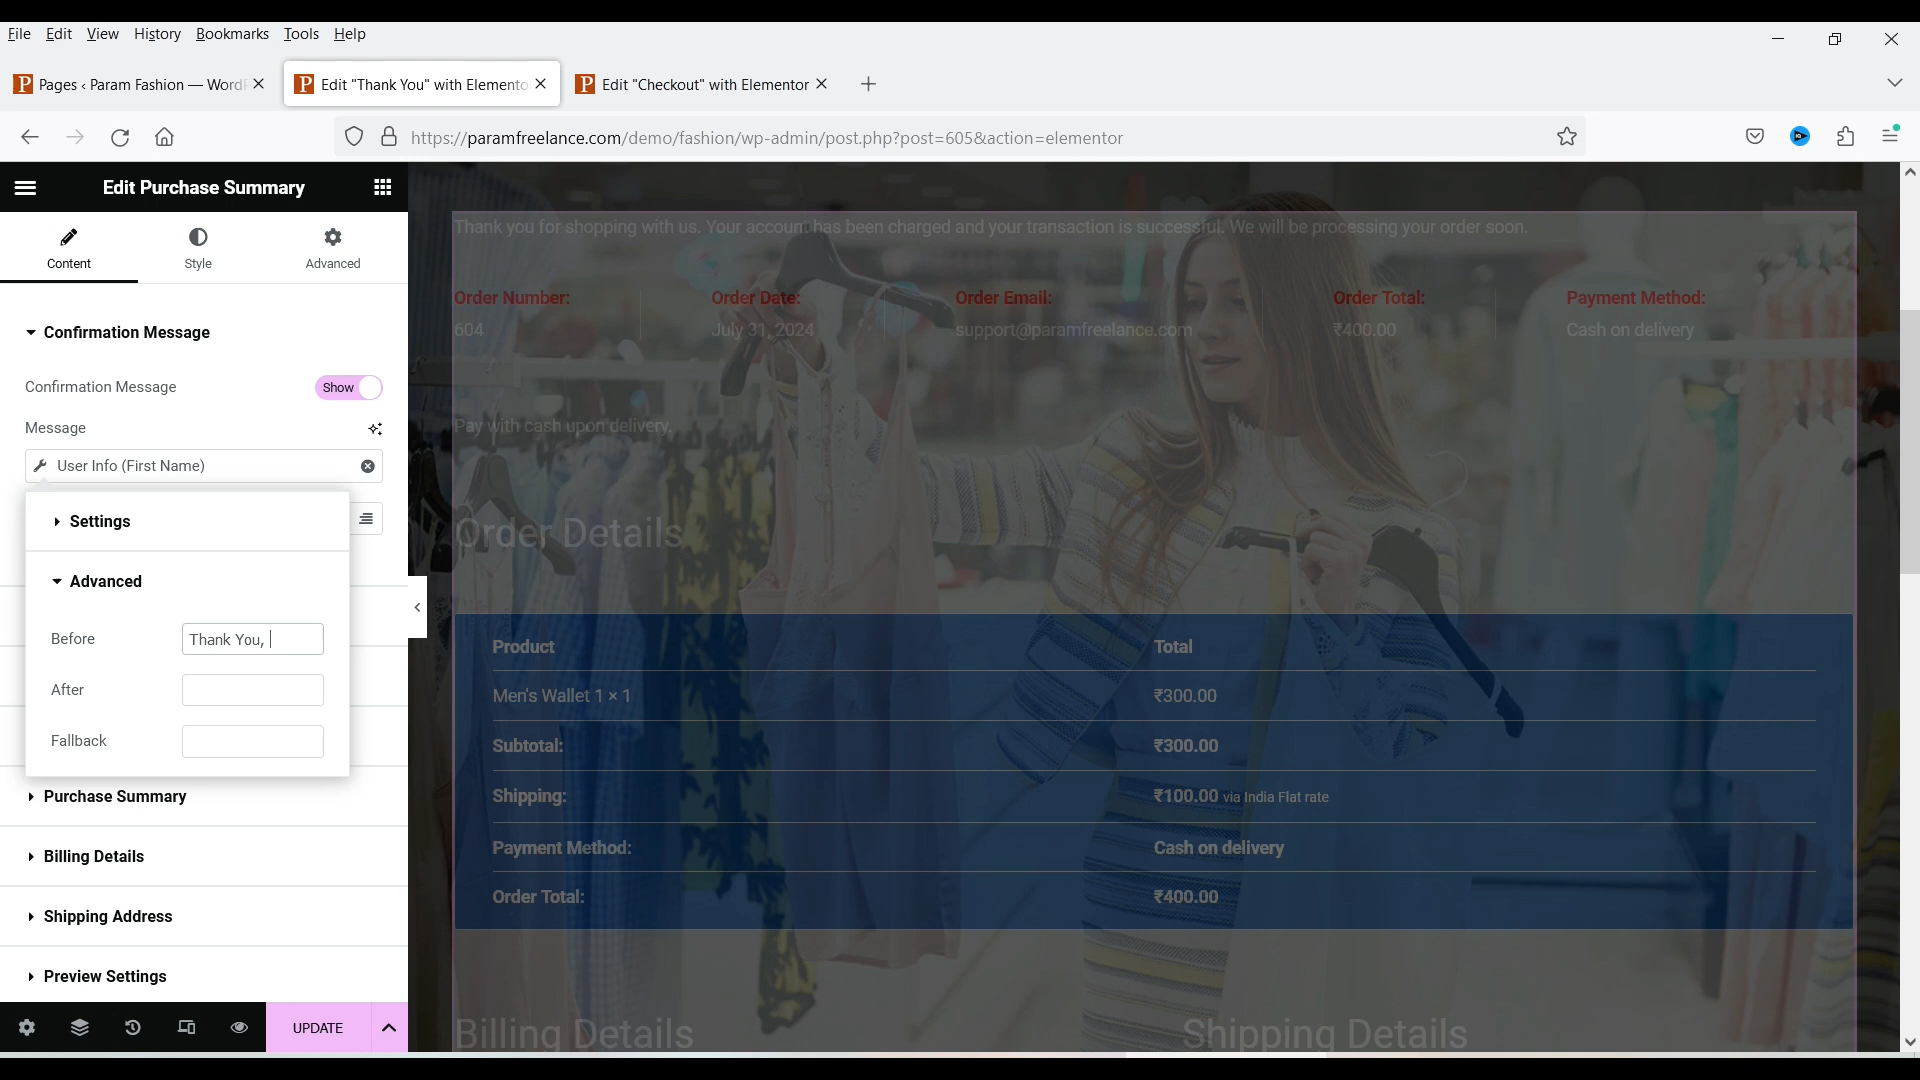 File Edit View History Bookmarks Tools Help
Pages ‹ Param Fashion — WordP
Edit "Thank You" with Elemento
Edit "Checkout" with Elementor
https://paramfreelance.com/demo/fashion/wp-admin/post.php?post=605&action=elementor
Edit Purchase Summary
Content Style Advanced
Confirmation Message
Confirmation Message Show
Message
User Info (First Name)
Settings
Advanced
Before Thank You,
After
Fallback
Purchase Summary
Billing Details
Shipping Address
Preview Settings
UPDATE
Thank you for shopping with us. Your account has been charged and your transaction is successful. We will be processing your order soon.
Order Number: Order Date: Order Email: Order Total: Payment Method:
604 July 31, 2024 support@paramfreelance.com ₹400.00 Cash on delivery
Pay with cash upon delivery.
Order Details
Product Total
Men's Wallet 1 × 1 ₹300.00
Subtotal: ₹300.00
Shipping: ₹100.00 via India Flat rate
Payment Method: Cash on delivery
Order Total: ₹400.00
Billing Details Shipping Details